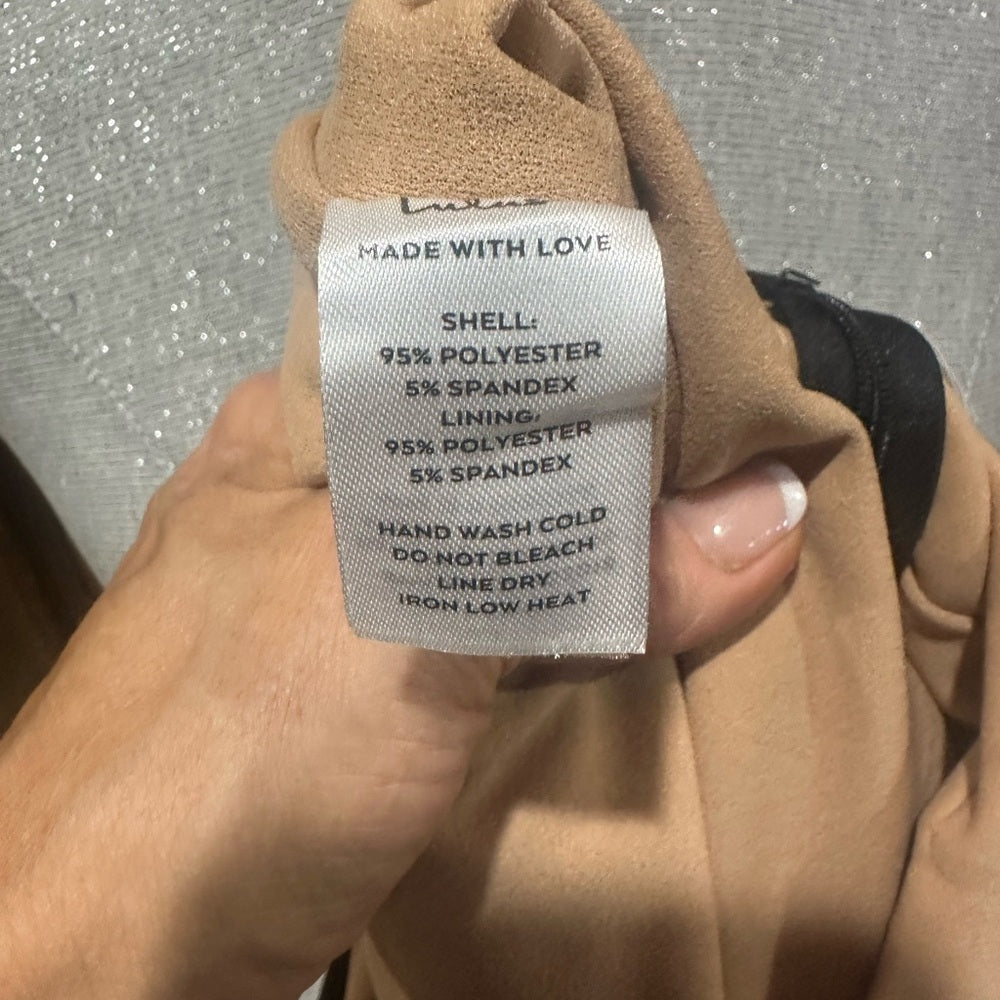 MADE WITH LOVE
SHELL:
95% POLYESTER
5% SPANDEX
LINING:
95% POLYESTER
5% SPANDEX
HAND WASH COLD
DO NOT BLEACH
LINE DRY
IRON LOW HEAT